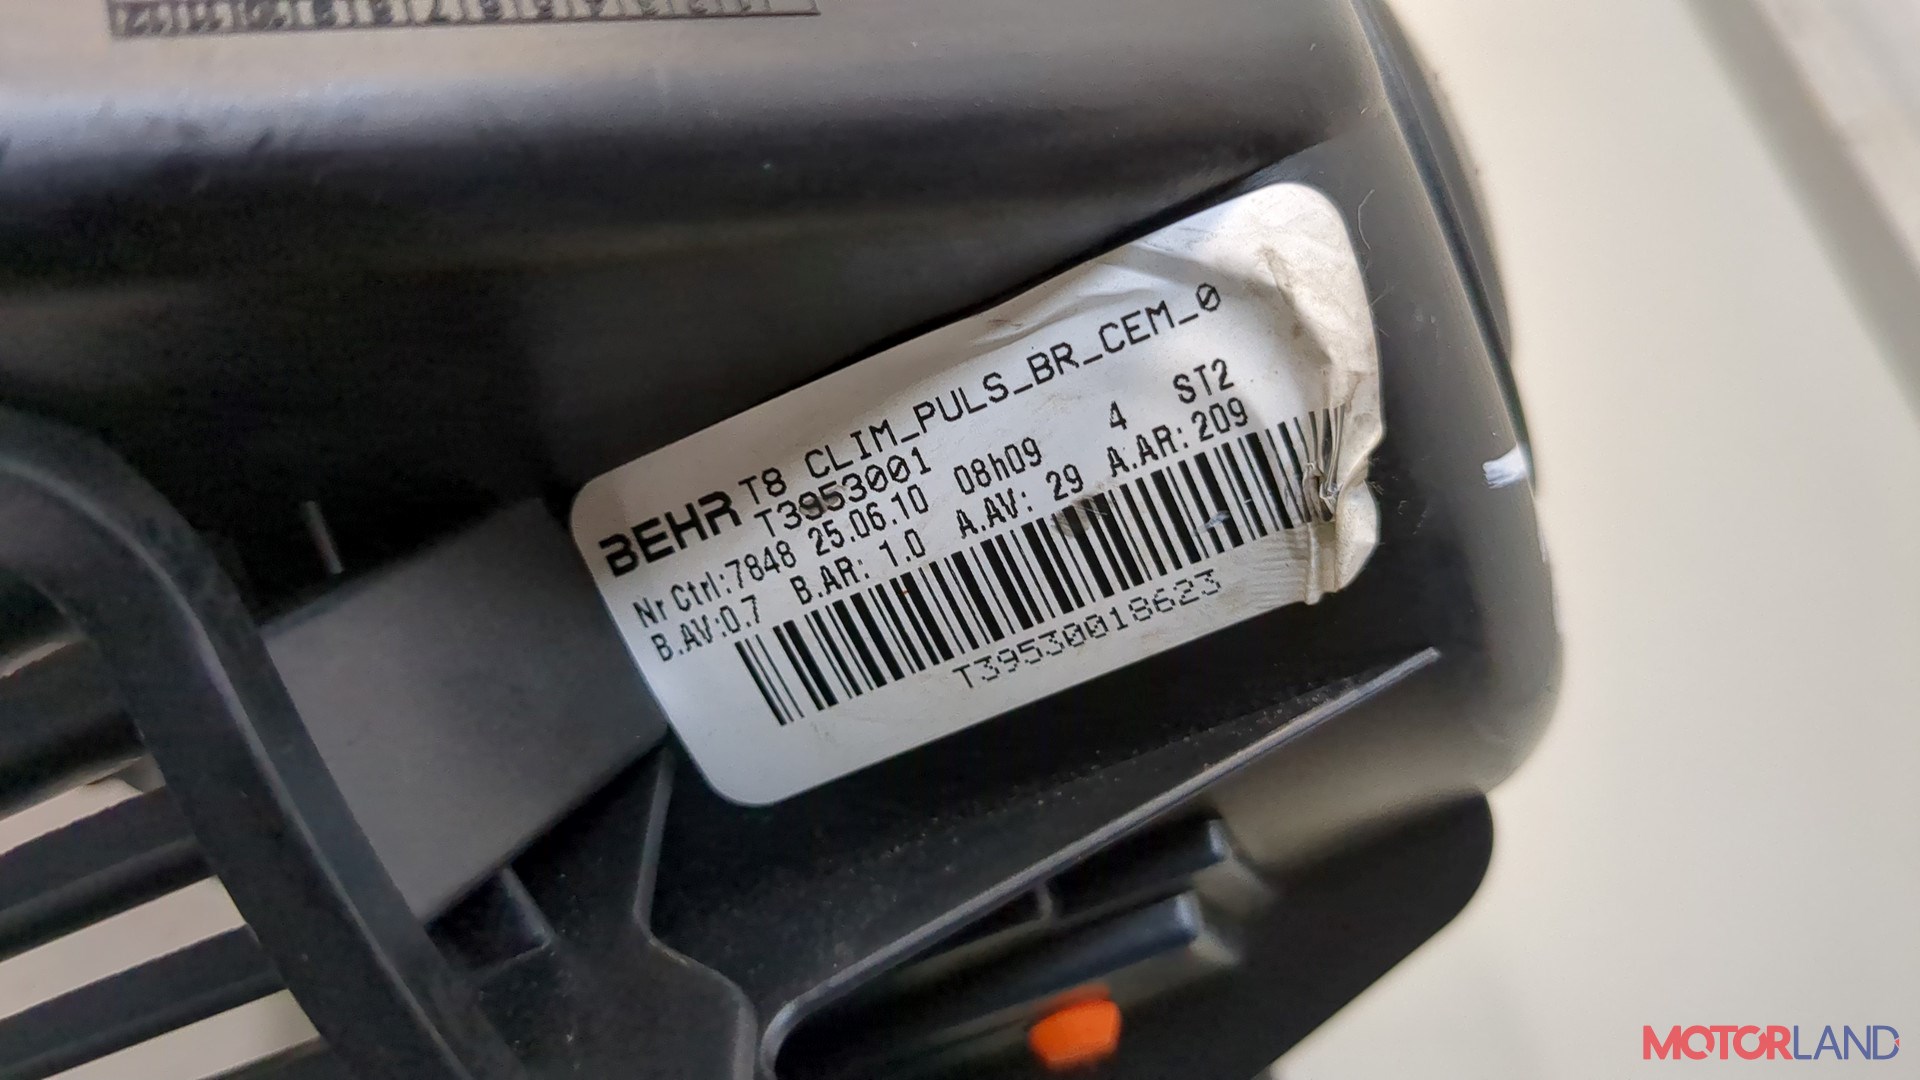 BEHR T8 CLIM_PULS_BR_CEM_0
T3953001
Nr Ctrl:7848 25.06.10 08h09 4 ST2
B.AV:0.7 B.AR: 1.0 A.AV: 29 A.AR: 209
T39530018623
MOTORLAND